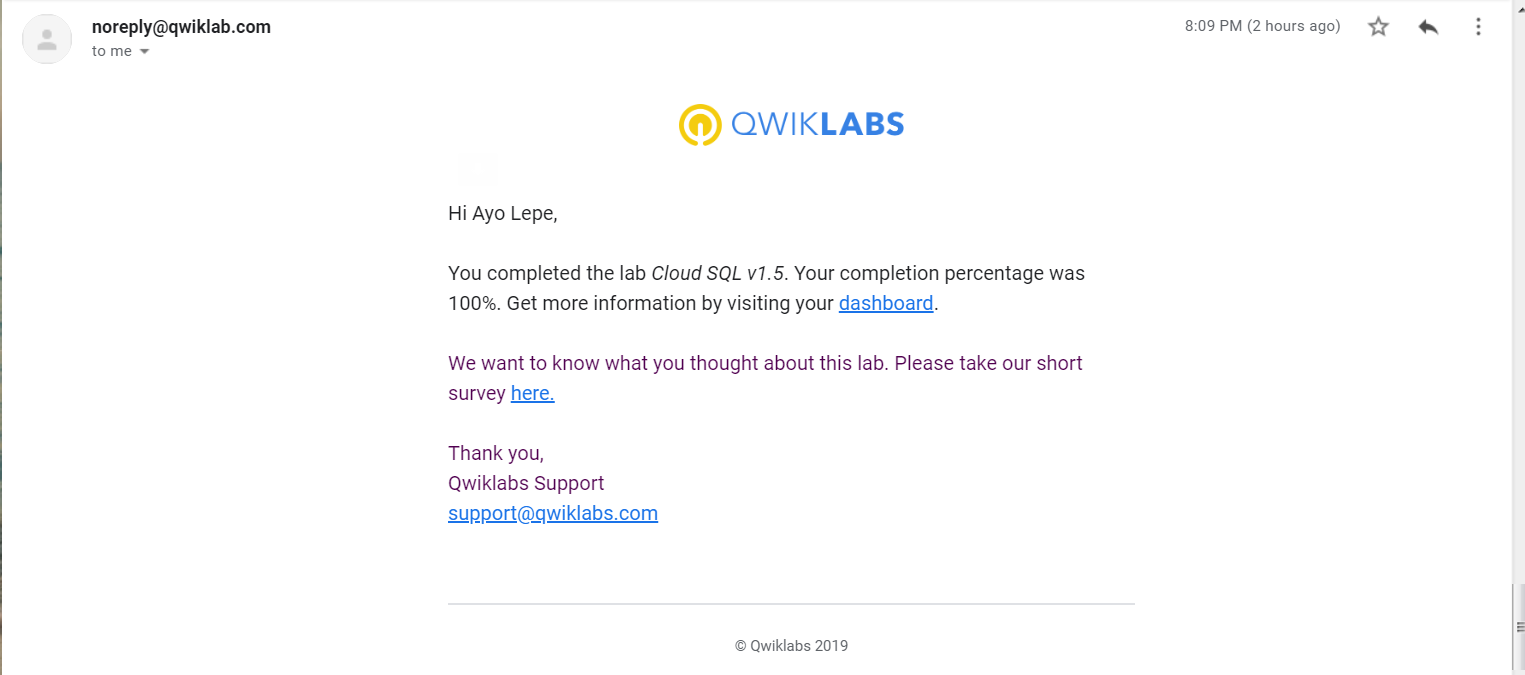 noreply@qwiklab.com
8:09 PM (2 hours ago)
to me
QWIKLABS
Hi Ayo Lepe,
You completed the lab Cloud SQL v1.5. Your completion percentage was
100%. Get more information by visiting your dashboard.
We want to know what you thought about this lab. Please take our short
survey here.
Thank you,
Qwiklabs Support
support@qwiklabs.com
© Qwiklabs 2019